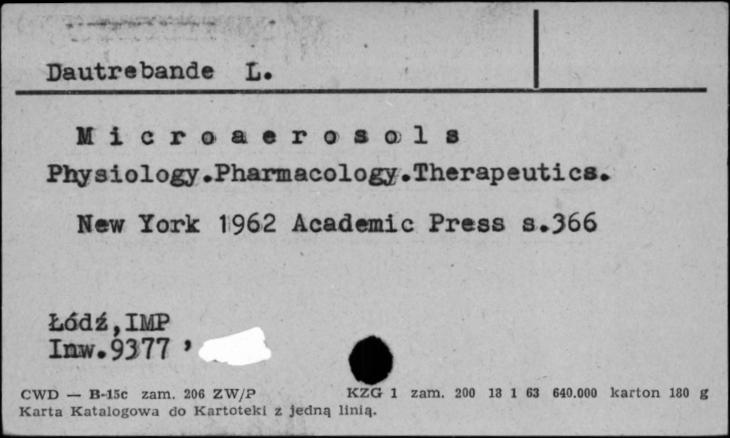 Dautrebande L.
M i c r o a e r o s o l s
Physiology.Pharmacology.Therapeutics.
New York 1962 Academic Press s.366
Łódź,IMP
Inw.9377 ,
CWD — B-15c zam. 206 ZW/P KZG 1 zam. 200 18 1 63 640.000 karton 180 g
Karta Katalogowa do Kartoteki z jedną linią.